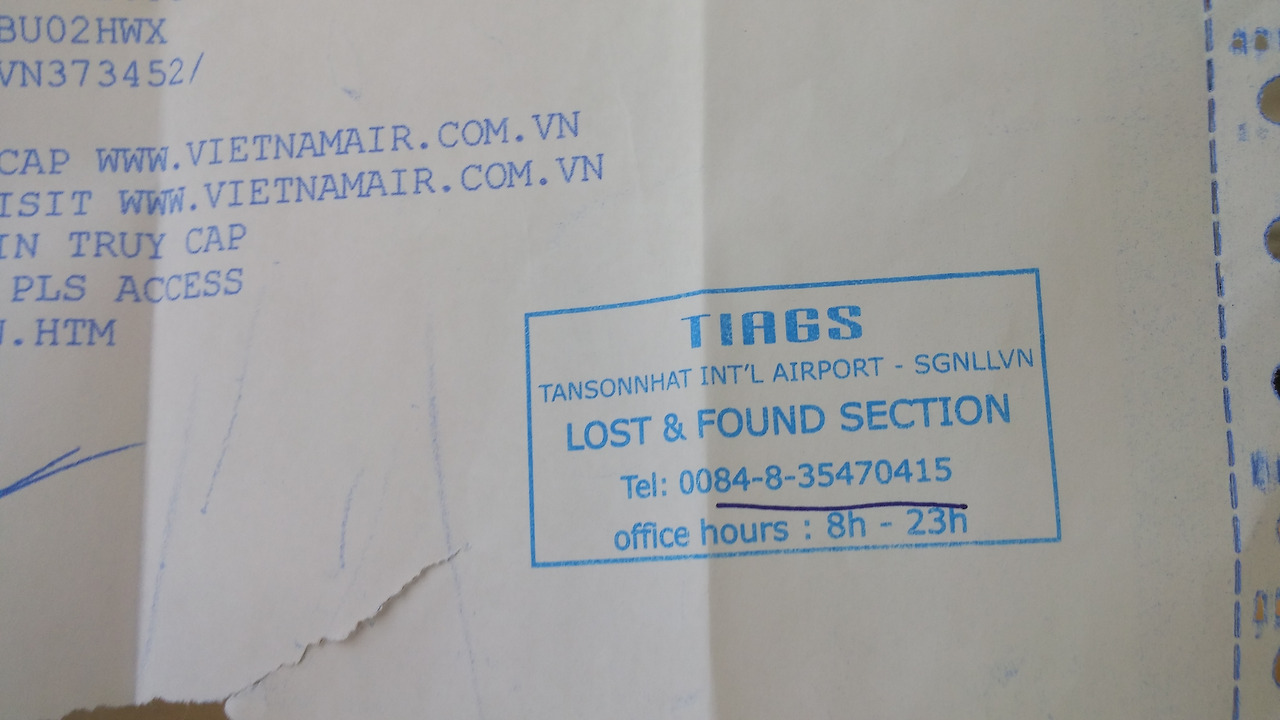 BU02HWX
VN373452/
CAP WWW.VIETNAMAIR.COM.VN
ISIT WWW.VIETNAMAIR.COM.VN
IN TRUY CAP
PLS ACCESS
.HTM
TIAGS
TANSONNHAT INT'L AIRPORT - SGNLLVN
LOST & FOUND SECTION
Tel: 0084-8-35470415
office hours : 8h - 23h